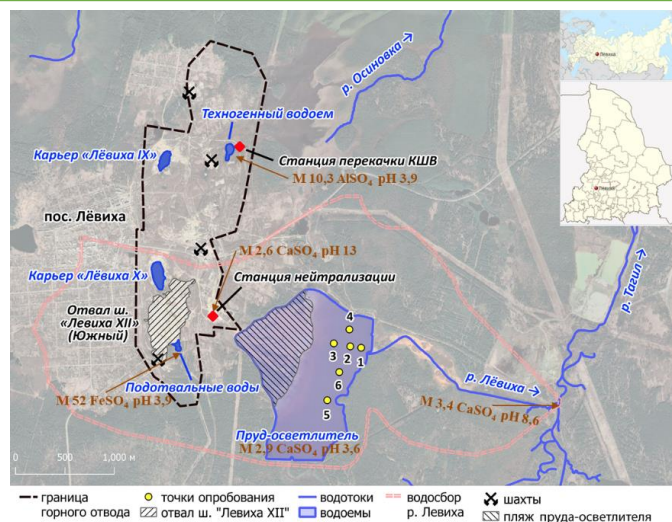 р. Осиновка →
Техногенный водоем
Карьер «Лёвиха IX»
Станция перекачки КШВ
М 10,3 AlSO₄ pH 3,9
пос. Лёвиха
М 2,6 CaSO₄ pH 13
Карьер «Лёвиха X»
Станция нейтрализации
р. Тагил →
Отвал ш.
«Левиха XII»
(Южный)
4
3
2
1
6
5
р. Лёвиха →
Подотвальные воды
М 52 FeSO₄ pH 3,9
М 3,4 CaSO₄ pH 8,6
Пруд-осветлитель
М 2,9 CaSO₄ pH 3,6
0
500
1,000 м
граница
горного отвода
точки опробования
отвал ш. "Левиха XII"
водотоки
водоемы
водосбор
р. Левиха
шахты
пляж пруда-осветлителя